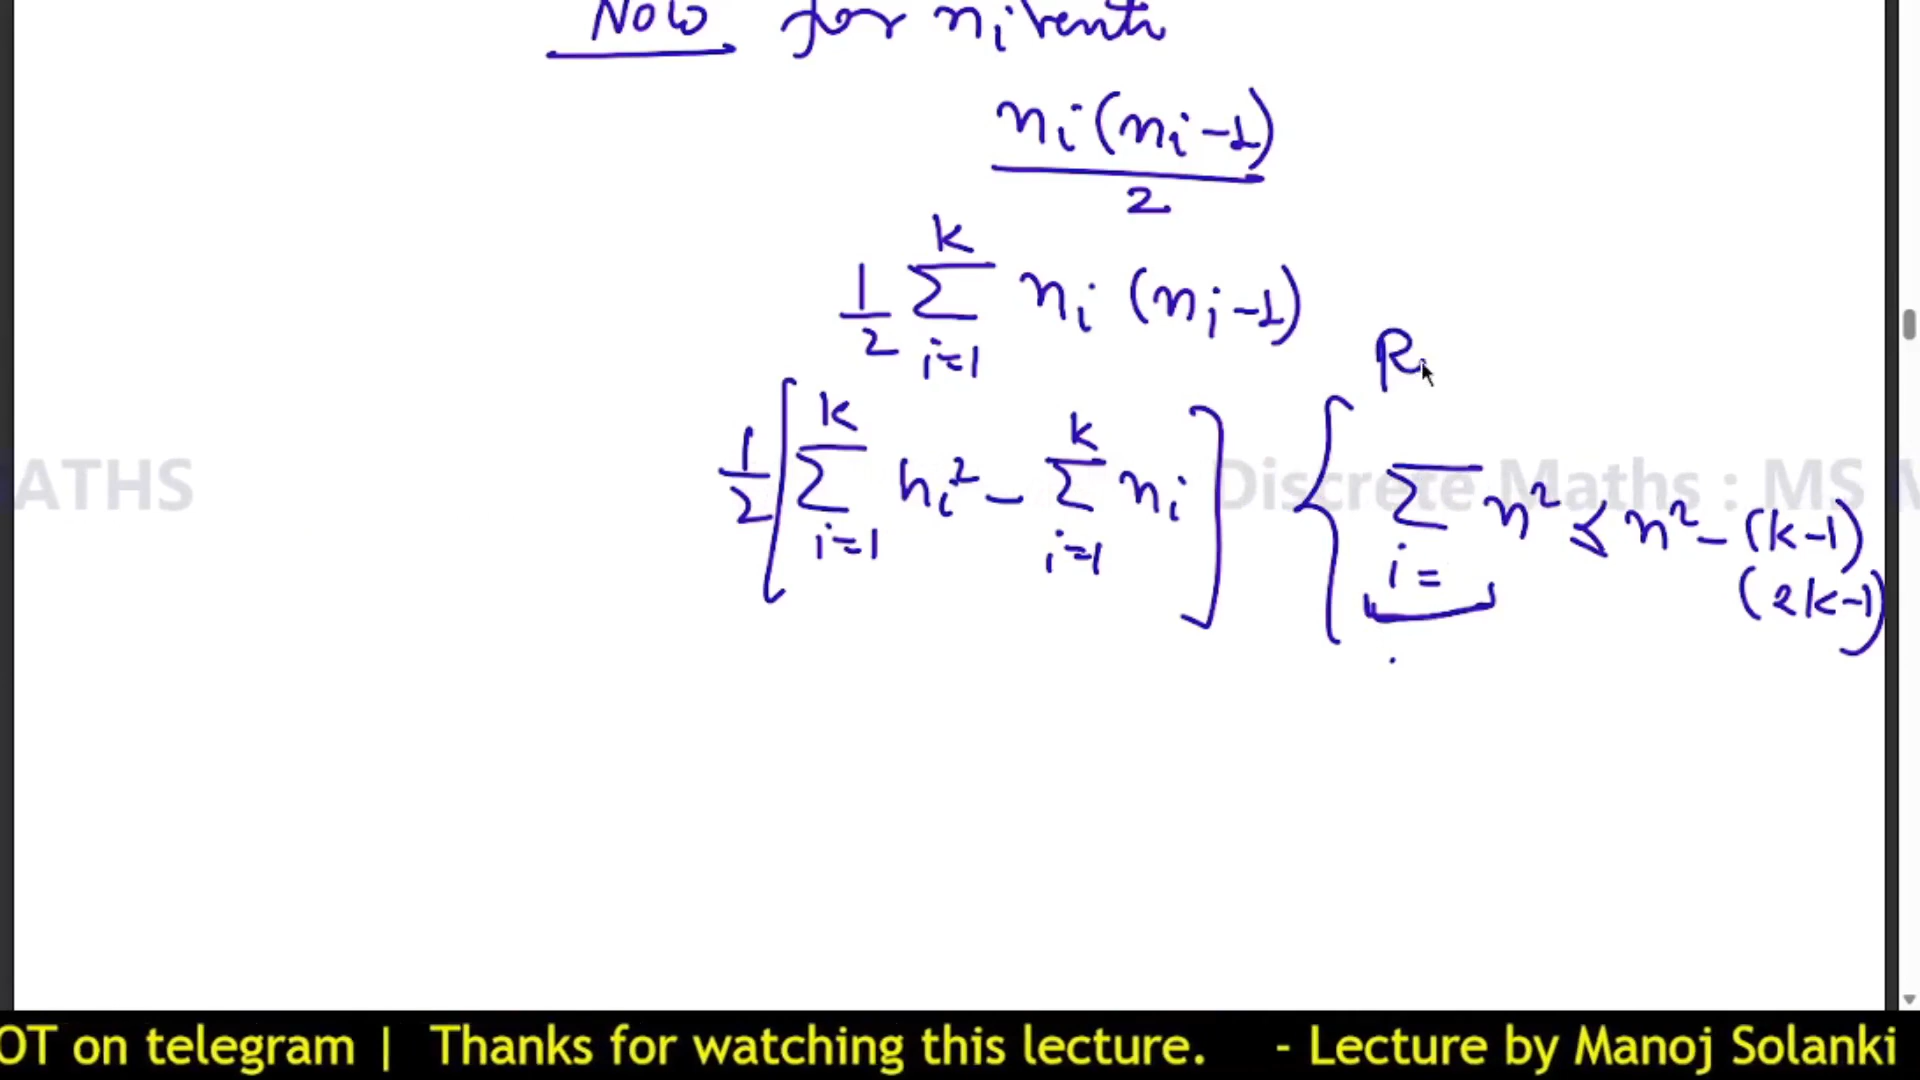 Now for nᵢ
nᵢ(nᵢ-1)
2
1/2 Σ_{i=1}^{k} nᵢ (nᵢ-1)
R
1/2 [ Σ_{i=1}^{k} nᵢ² - Σ_{i=1}^{k} nᵢ ] { Σ_{i=} n² ≤ n² - (k-1)
(2k-1)
ATHS
Discrete Maths : MS M
OT on telegram | Thanks for watching this lecture. - Lecture by Manoj Solanki